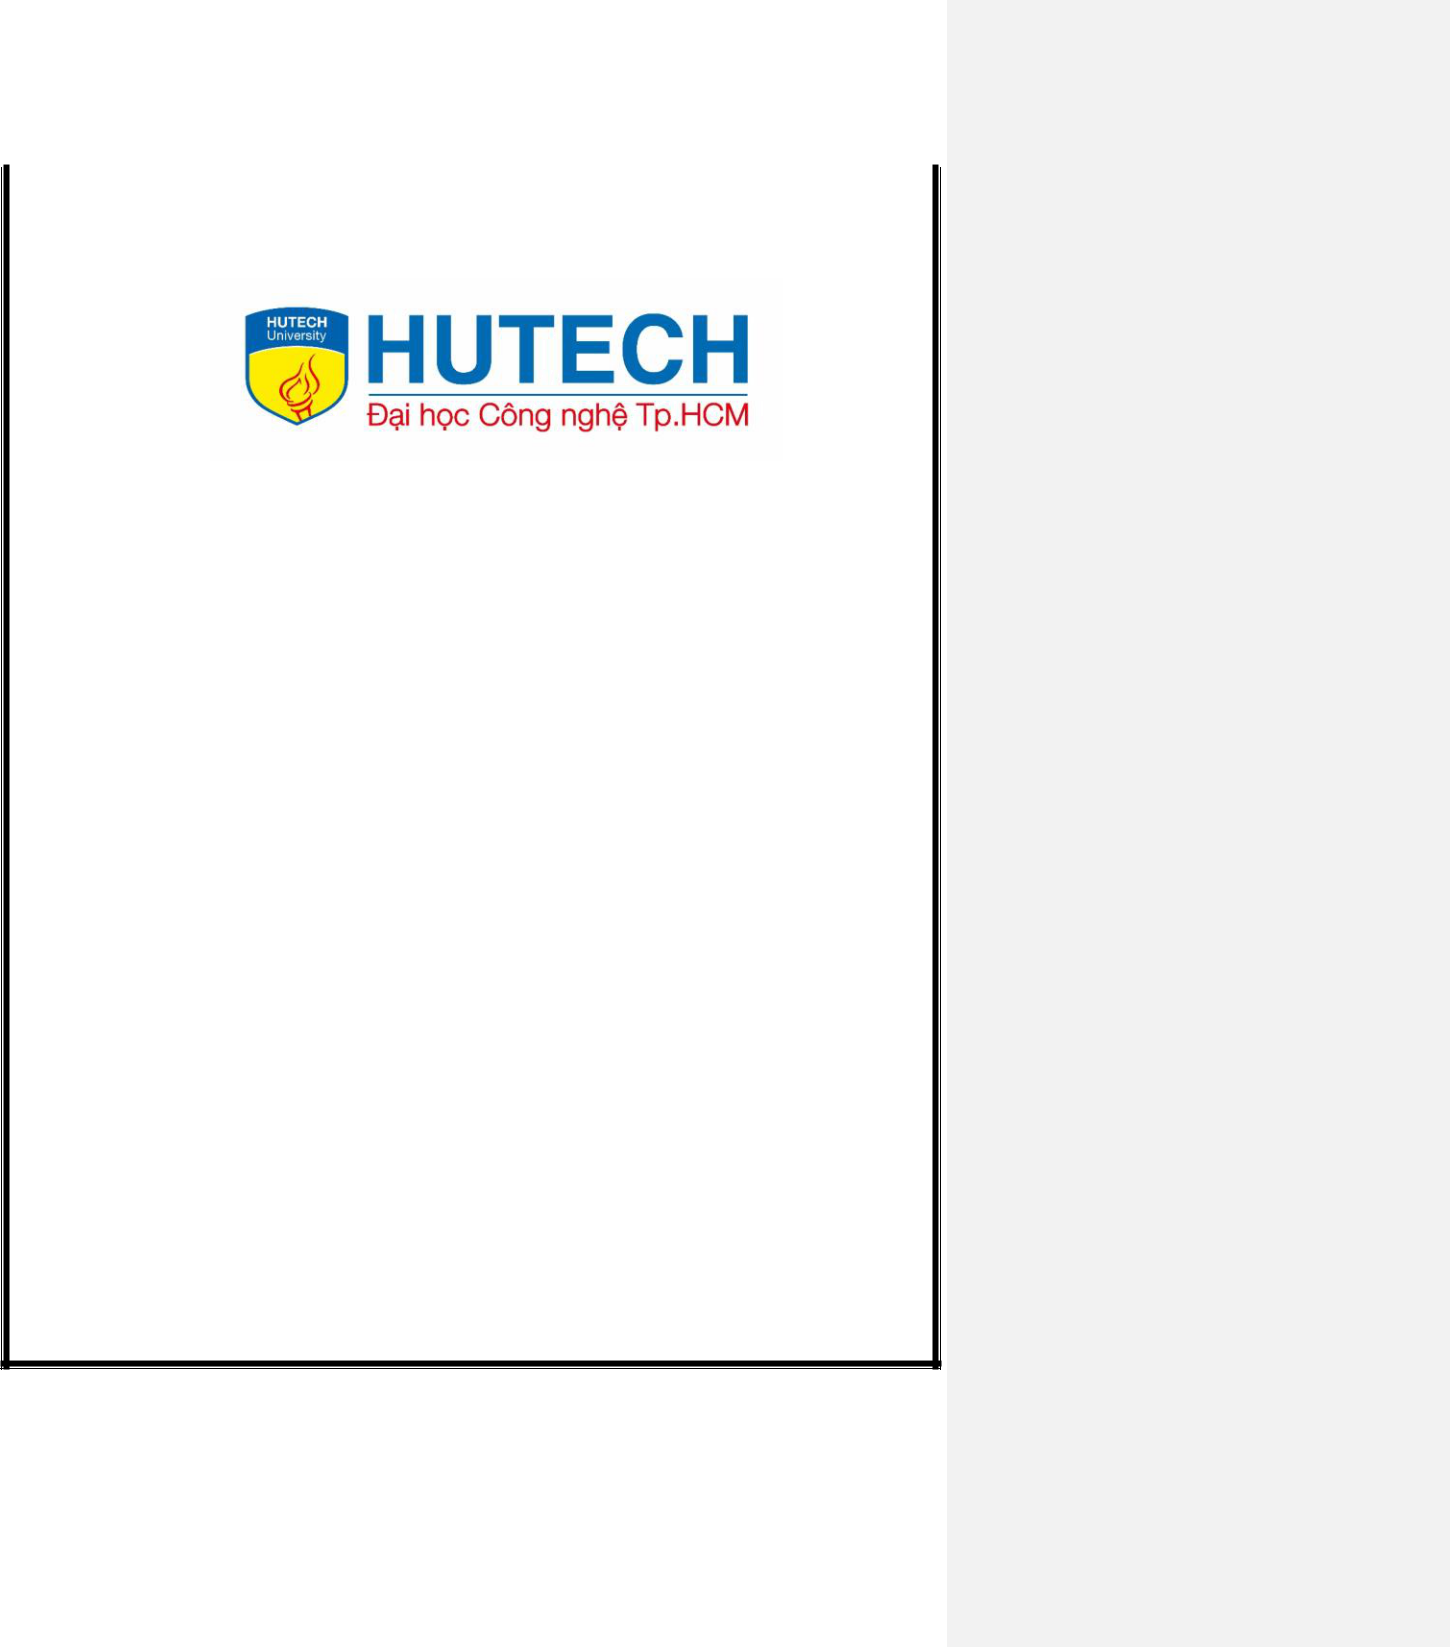 HUTECH
University
HUTECH
Đại học Công nghệ Tp.HCM